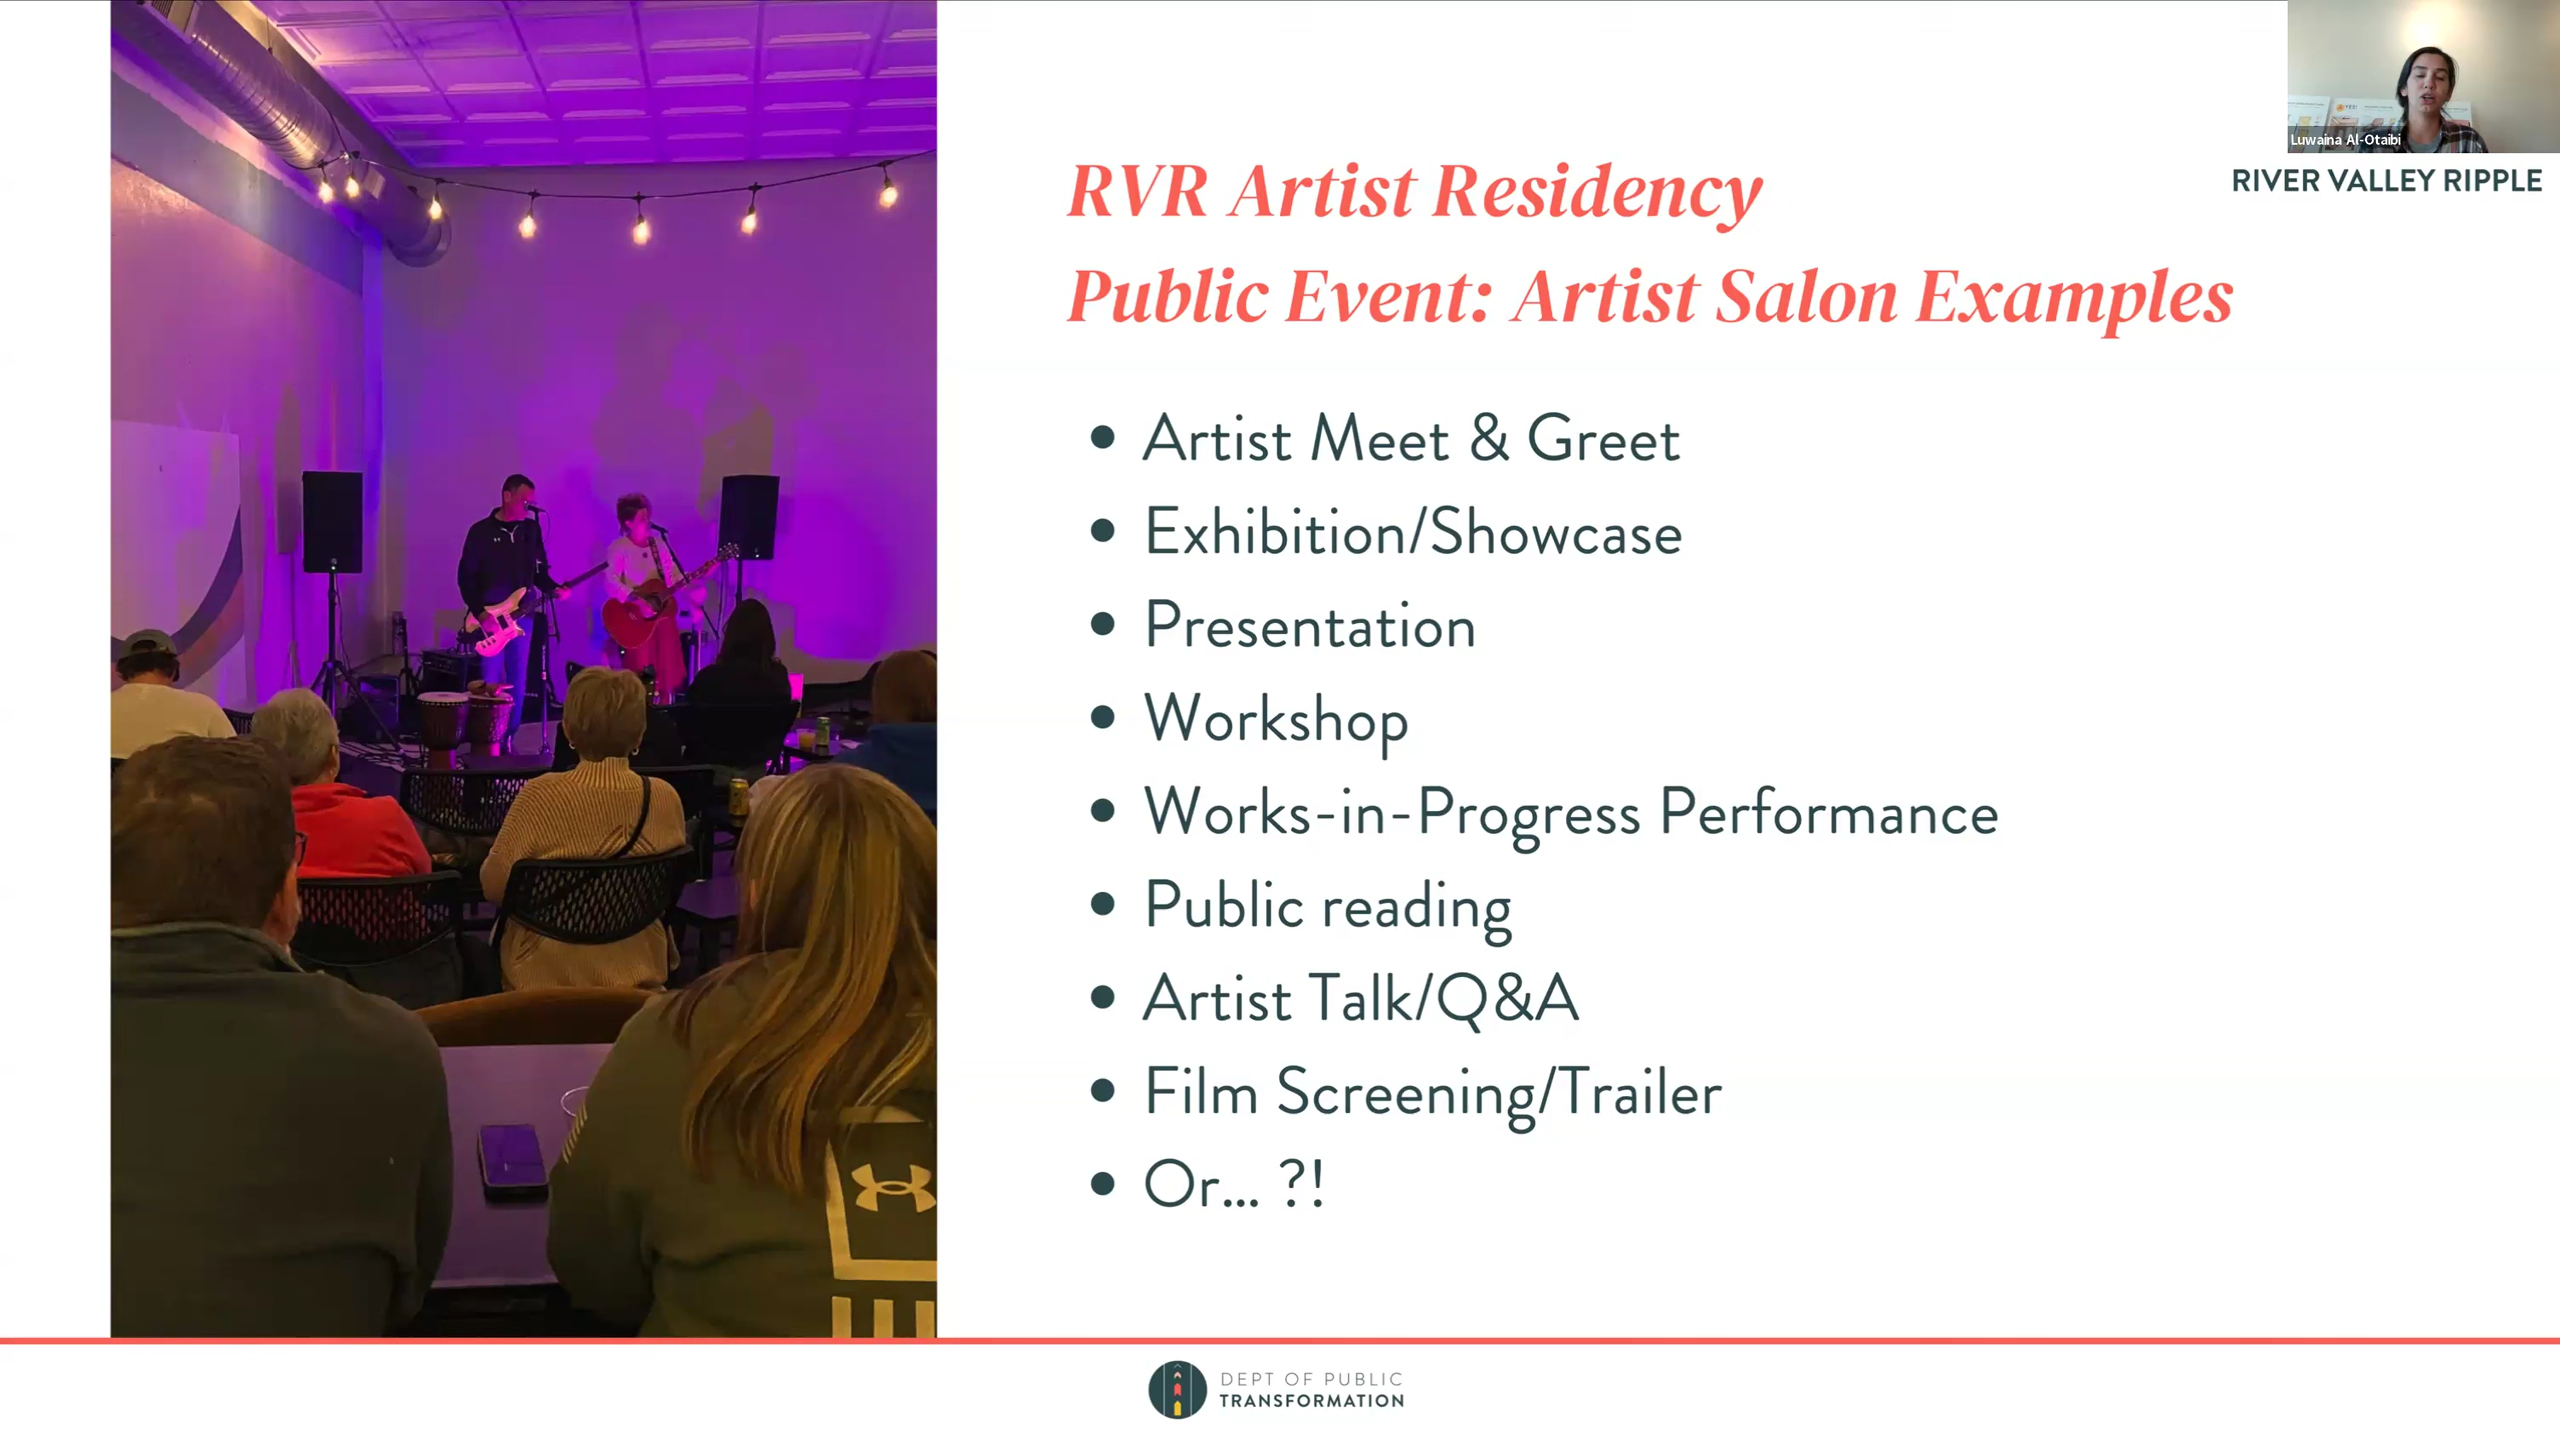 Luwaina Al-Otaibi
RIVER VALLEY RIPPLE
RVR Artist Residency
Public Event: Artist Salon Examples
• Artist Meet & Greet
• Exhibition/Showcase
• Presentation
• Workshop
• Works-in-Progress Performance
• Public reading
• Artist Talk/Q&A
• Film Screening/Trailer
• Or... ?!
DEPT OF PUBLIC
TRANSFORMATION